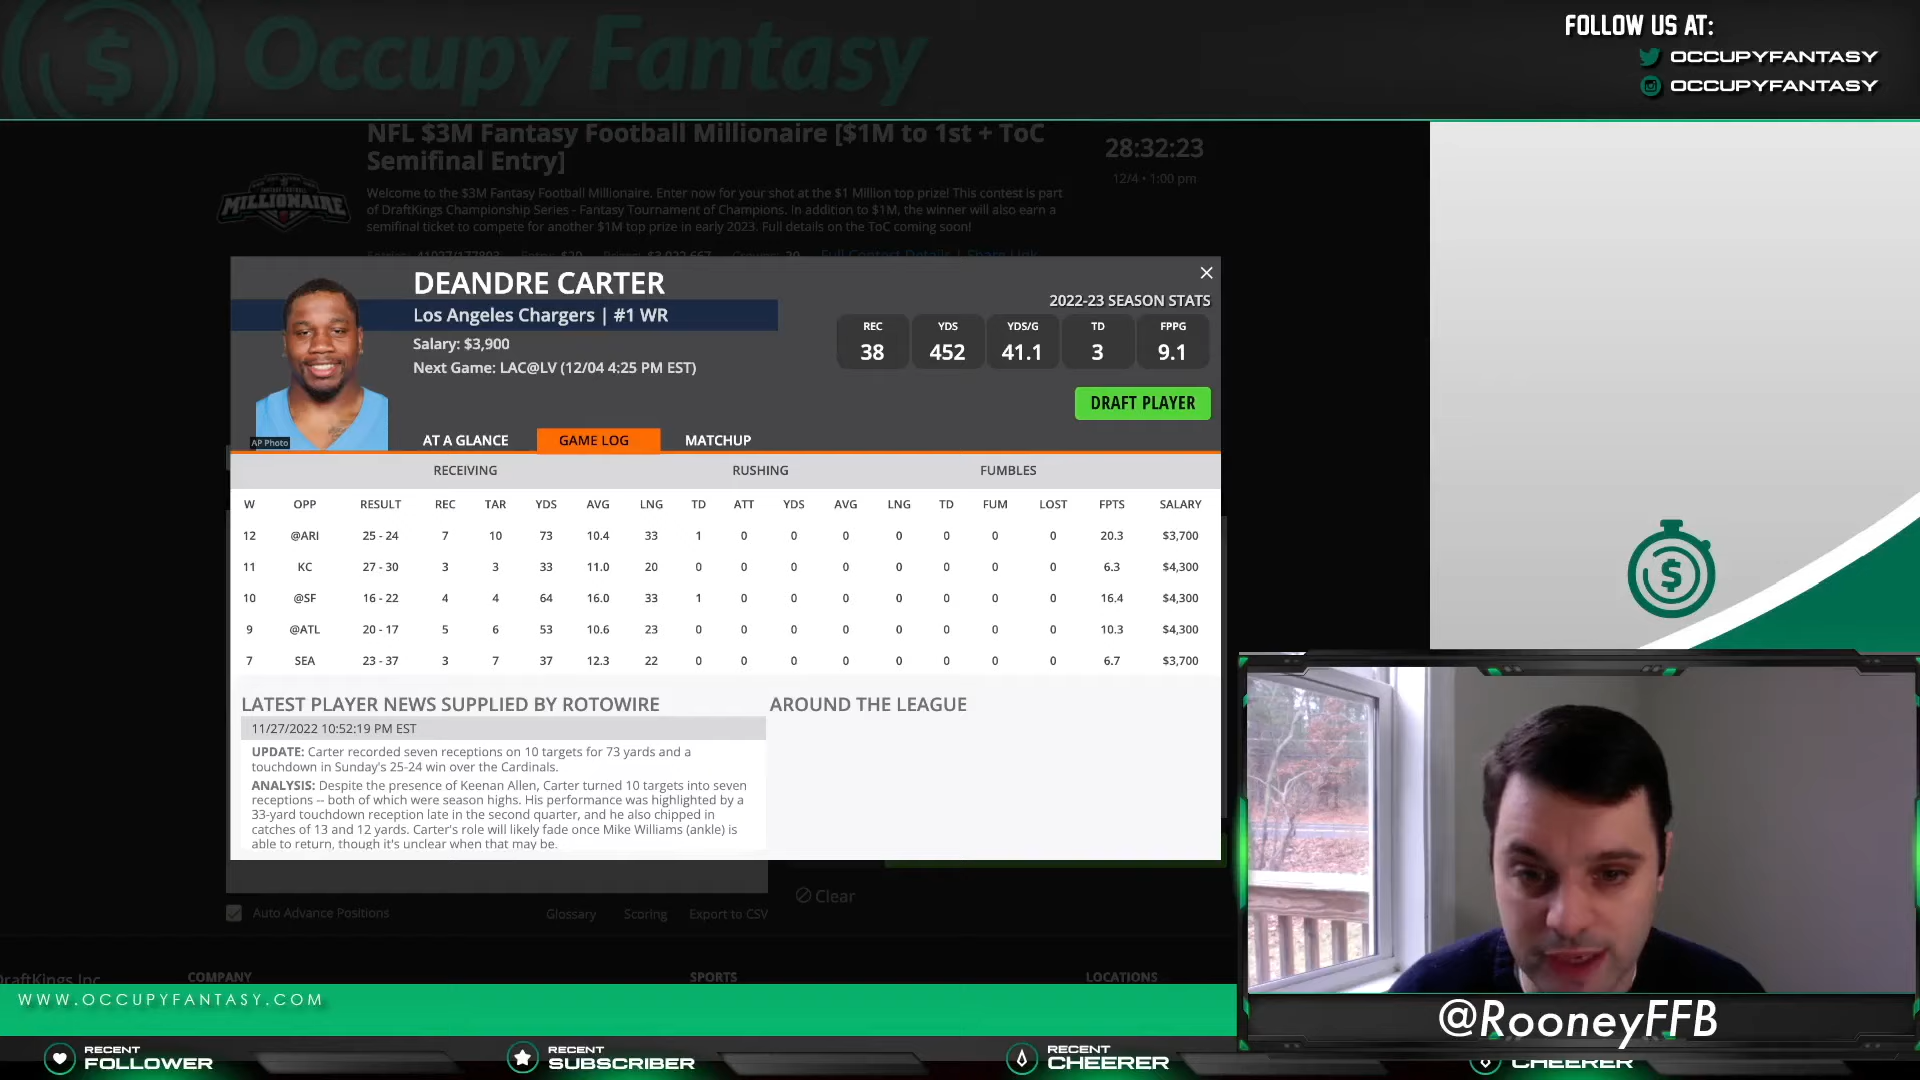 Occupy Fantasy
FOLLOW US AT:
OCCUPYFANTASY
OCCUPYFANTASY
NFL $3M Fantasy Football Millionaire [$1M to 1st + ToC
Semifinal Entry]
28:32:23
12/4 • 1:00 pm
MILLIONAIRE
Welcome to the $3M Fantasy Football Millionaire. Enter now for your shot at the $1 Million top prize! This contest is part
of DraftKings Championship Series - Fantasy Tournament of Champions. In addition to $1M, the winner will also earn a
semifinal ticket to compete for another $1M top prize in early 2023. Full details on the ToC coming soon!
DEANDRE CARTER
Los Angeles Chargers | #1 WR
Salary: $3,900
Next Game: LAC@LV (12/04 4:25 PM EST)
2022-23 SEASON STATS
REC YDS YDS/G TD FPPG
38 452 41.1 3 9.1
DRAFT PLAYER
AP Photo
AT A GLANCE GAME LOG MATCHUP
RECEIVING RUSHING FUMBLES
W OPP RESULT REC TAR YDS AVG LNG TD ATT YDS AVG LNG TD FUM LOST FPTS SALARY
12 @ARI 25 - 24 7 10 73 10.4 33 1 0 0 0 0 0 0 0 20.3 $3,700
11 KC 27 - 30 3 3 33 11.0 20 0 0 0 0 0 0 0 0 6.3 $4,300
10 @SF 16 - 22 4 4 64 16.0 33 1 0 0 0 0 0 0 0 16.4 $4,300
9 @ATL 20 - 17 5 6 53 10.6 23 0 0 0 0 0 0 0 0 10.3 $4,300
7 SEA 23 - 37 3 7 37 12.3 22 0 0 0 0 0 0 0 0 6.7 $3,700
LATEST PLAYER NEWS SUPPLIED BY ROTOWIRE
AROUND THE LEAGUE
11/27/2022 10:52:19 PM EST
UPDATE: Carter recorded seven receptions on 10 targets for 73 yards and a
touchdown in Sunday's 25-24 win over the Cardinals.
ANALYSIS: Despite the presence of Keenan Allen, Carter turned 10 targets into seven
receptions -- both of which were season highs. His performance was highlighted by a
33-yard touchdown reception late in the second quarter, and he also chipped in
catches of 13 and 12 yards. Carter's role will likely fade once Mike Williams (ankle) is
able to return, though it's unclear when that may be.
Clear
Auto Advance Positions
Glossary Scoring Export to CSV
COMPANY SPORTS LOCATIONS
WWW.OCCUPYFANTASY.COM
@RooneyFFB
RECENT
FOLLOWER
RECENT
SUBSCRIBER
RECENT
CHEERER
CHEERER